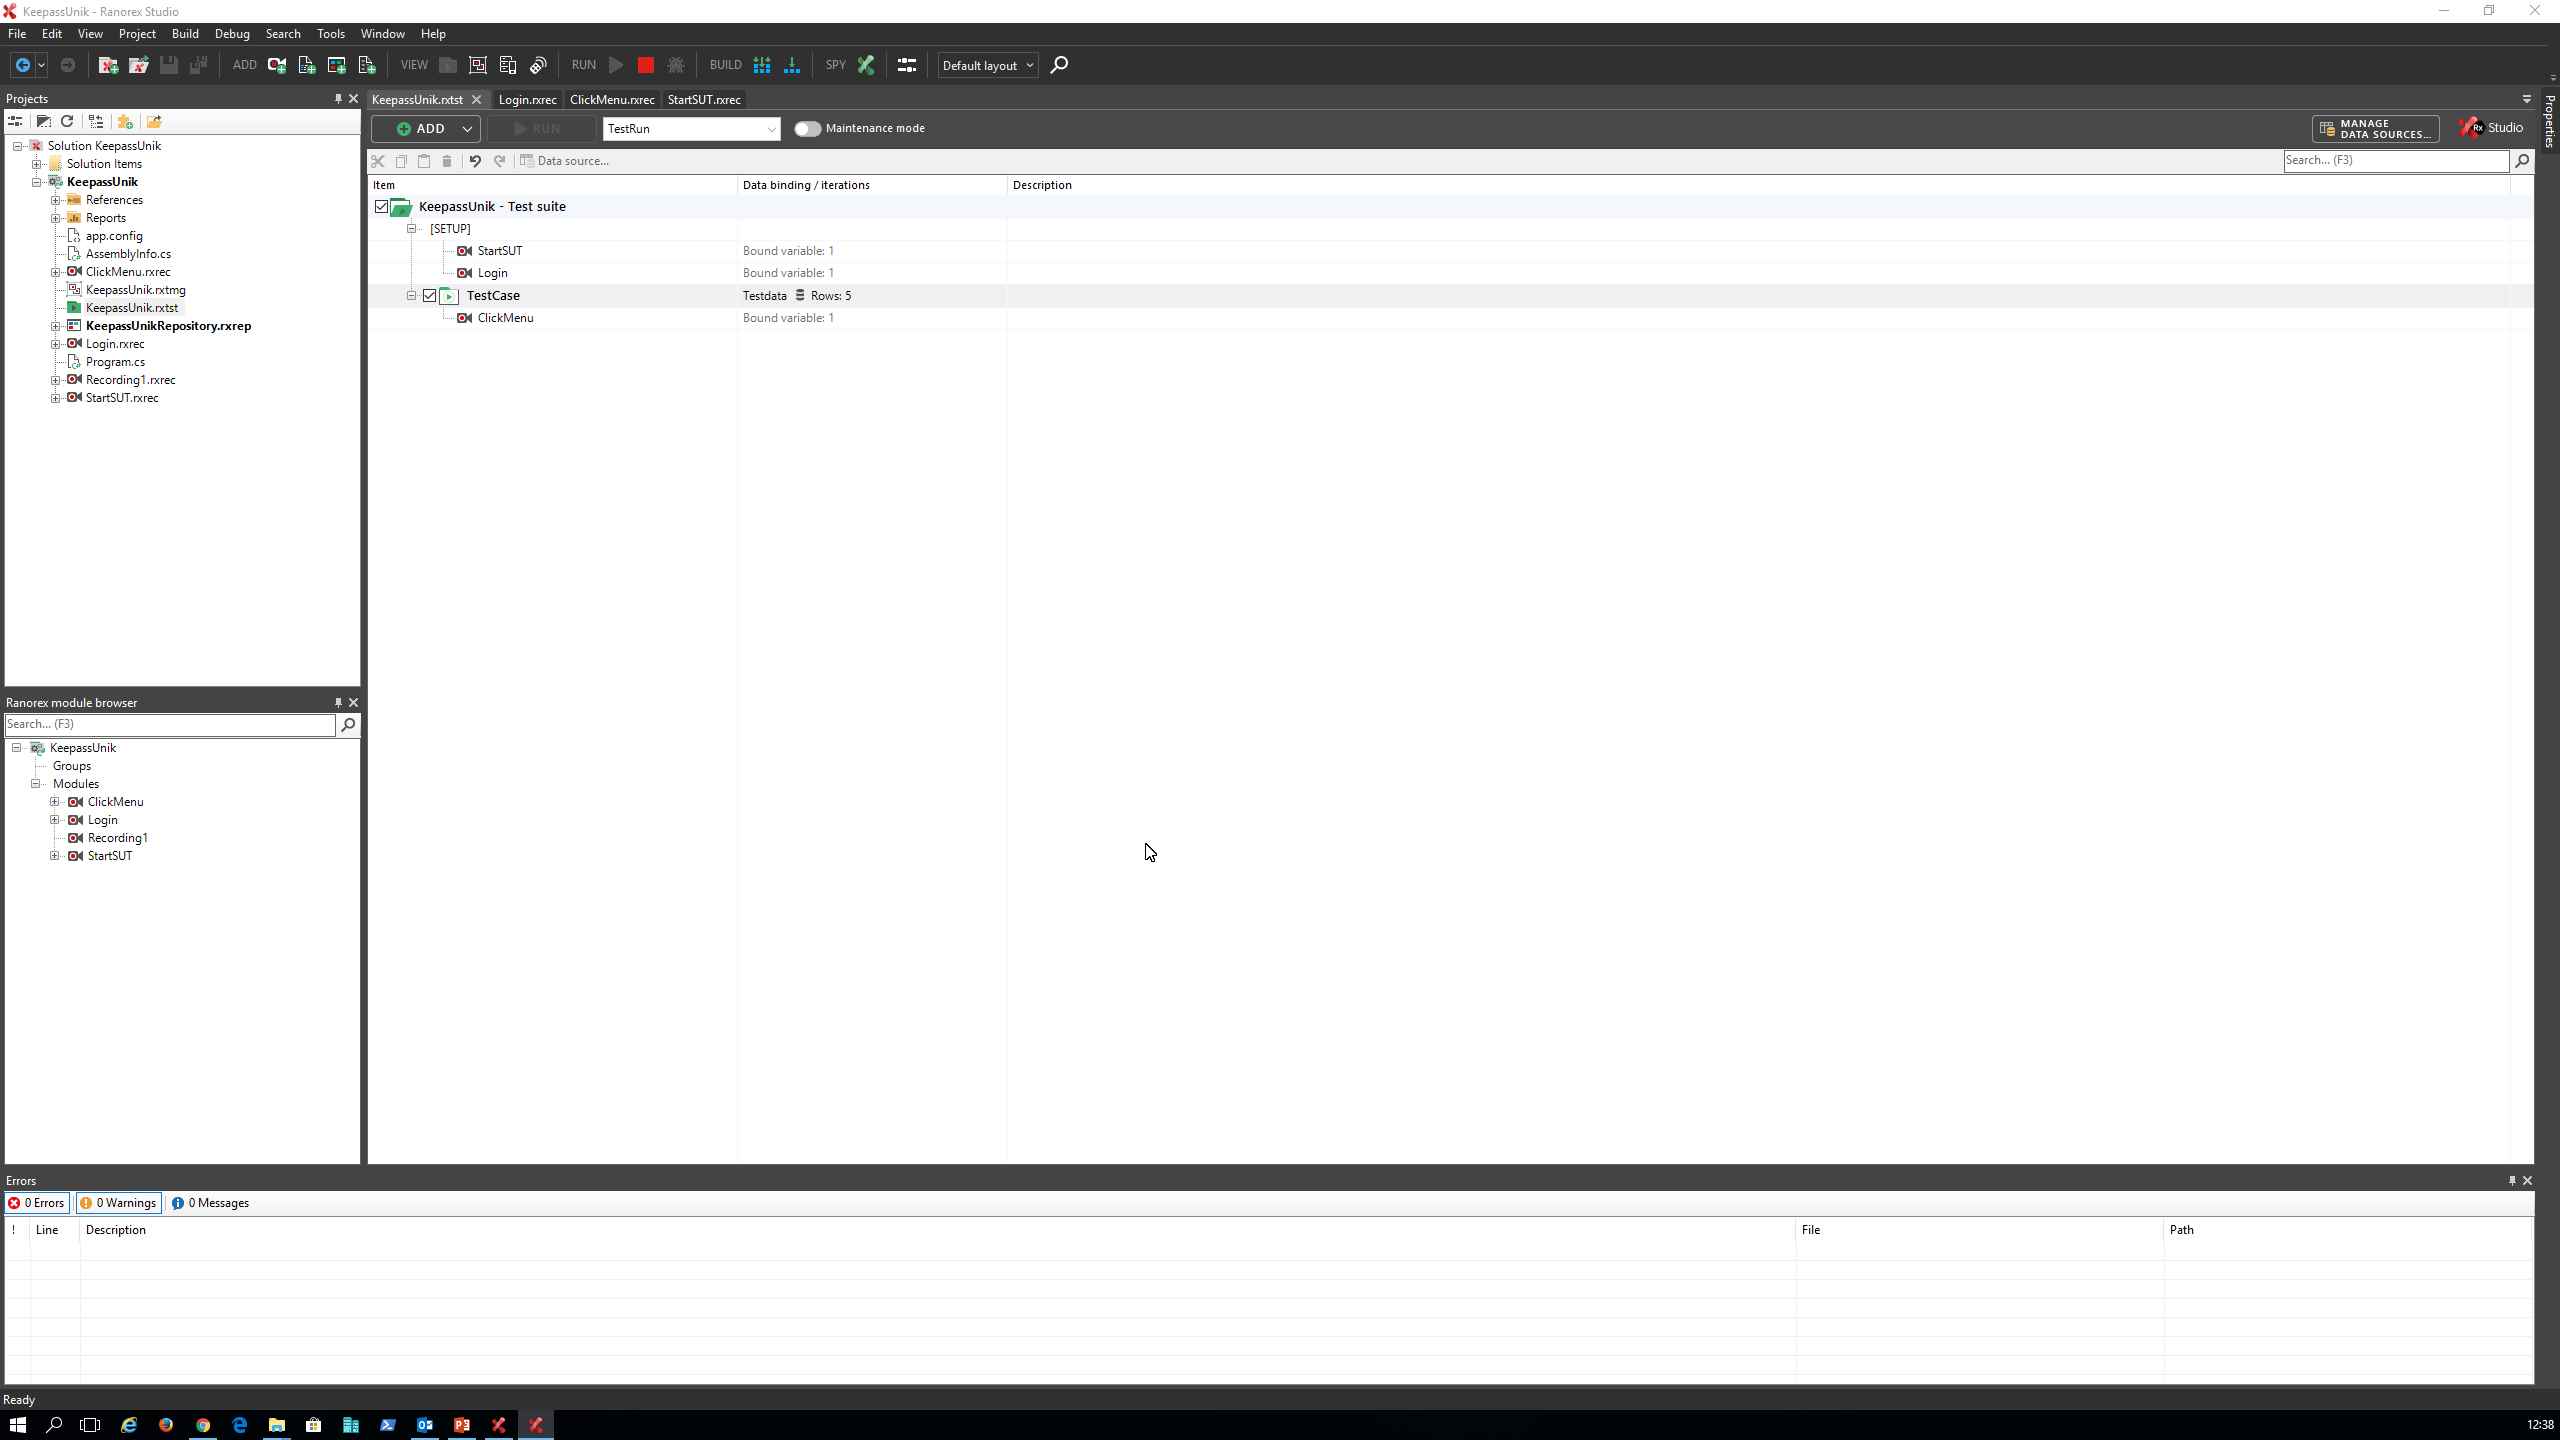 KeepassUnik - Ranorex Studio
File Edit View Project Build Debug Search Tools Window Help
ADD VIEW RUN BUILD SPY Default layout
Projects
KeepassUnik.rxtst Login.rxrec ClickMenu.rxrec StartSUT.rxrec
ADD RUN TestRun Maintenance mode MANAGE DATA SOURCES... Rx Studio
Data source... Search... (F3)
Solution KeepassUnik
Solution Items
KeepassUnik
References
Reports
app.config
AssemblyInfo.cs
ClickMenu.rxrec
KeepassUnik.rxtmg
KeepassUnik.rxtst
KeepassUnikRepository.rxrep
Login.rxrec
Program.cs
Recording1.rxrec
StartSUT.rxrec
Item Data binding / iterations Description
KeepassUnik - Test suite
[SETUP]
StartSUT Bound variable: 1
Login Bound variable: 1
TestCase Testdata Rows: 5
ClickMenu Bound variable: 1
Properties
Ranorex module browser
Search... (F3)
KeepassUnik
Groups
Modules
ClickMenu
Login
Recording1
StartSUT
Errors
0 Errors 0 Warnings 0 Messages
! Line Description File Path
Ready
12:38